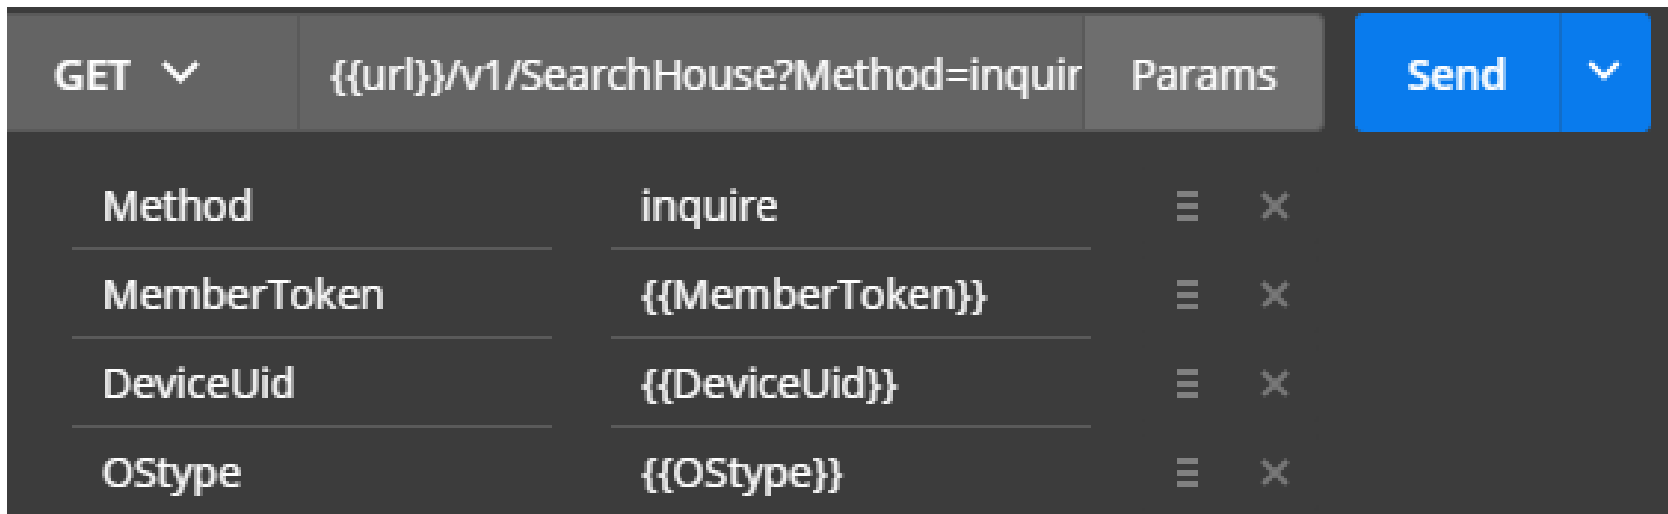 GET {{url}}/v1/SearchHouse?Method=inquir Params Send
Method inquire
MemberToken {{MemberToken}}
DeviceUid {{DeviceUid}}
OStype {{OStype}}